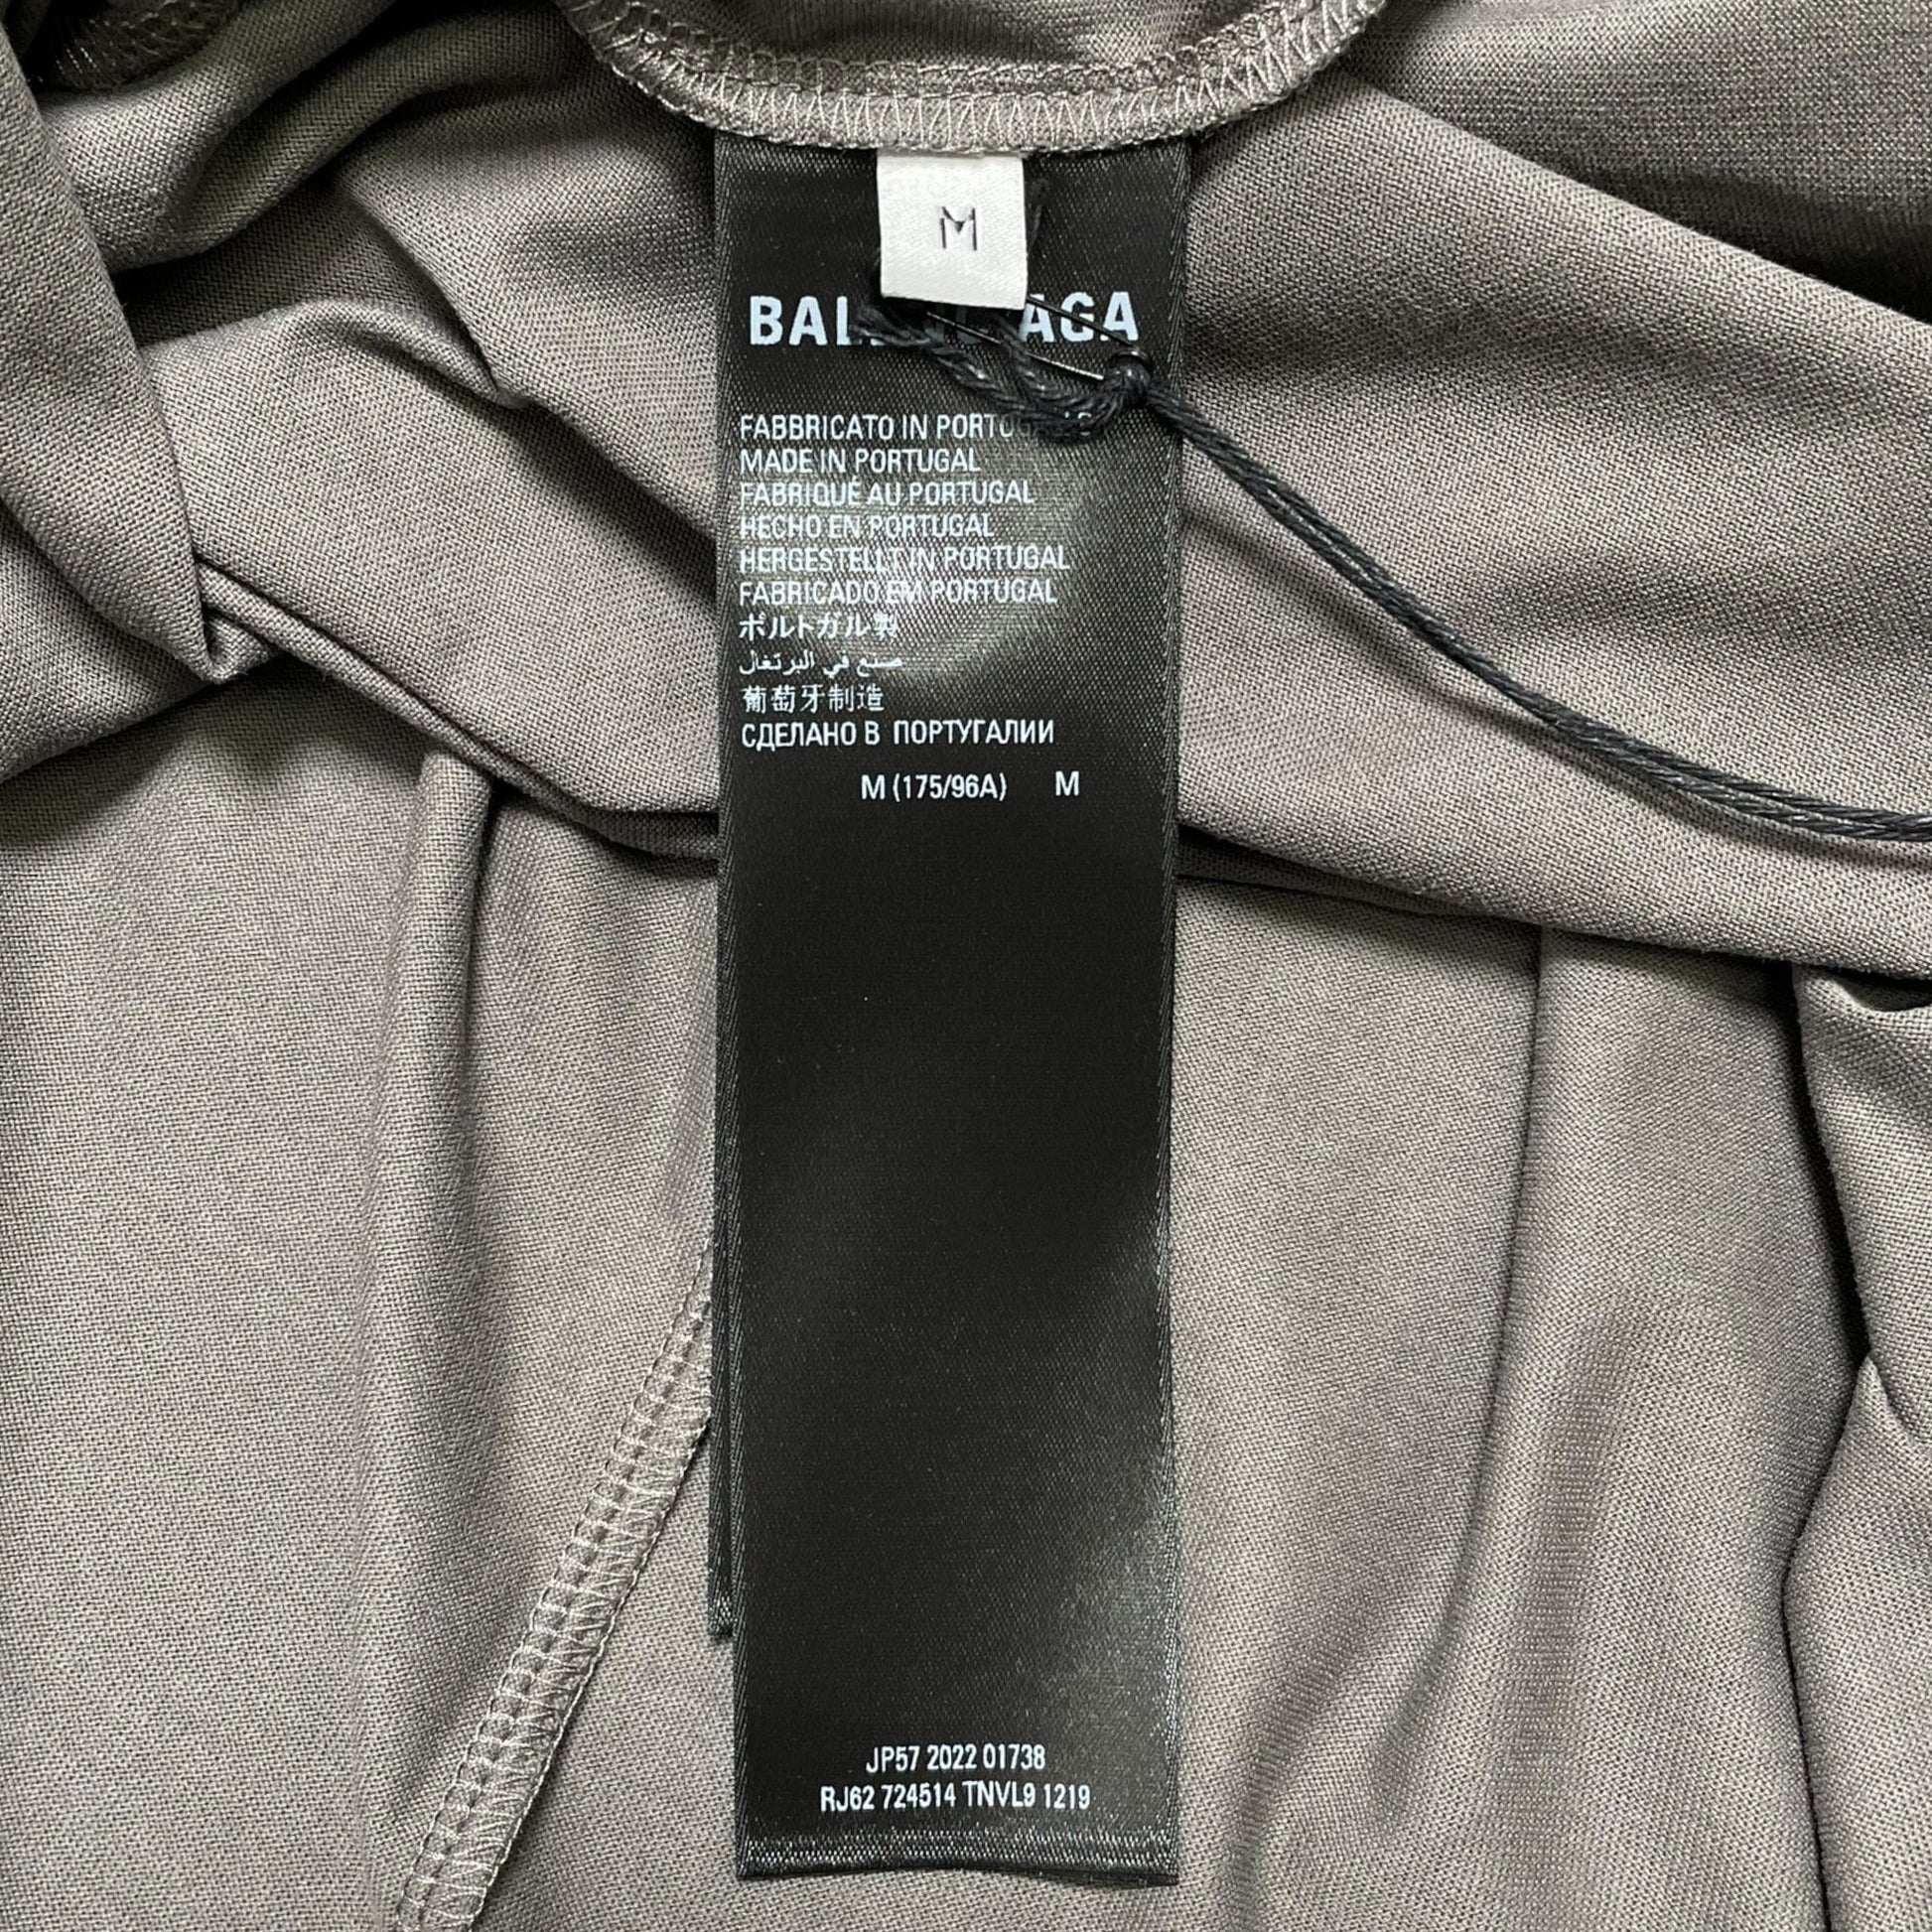 M
FABBRICATO IN
MADE IN PORTUGAL
FABRIQUÉ AU PORTUGAL
HECHO EN PORTUGAL
HERGESTELLT IN PORTUGAL
FABRICADO EM PORTUGAL
ポルトガル製
صنع في البرتغال
葡萄牙制造
СДЕЛАНО В ПОРТУГАЛИИ
M (175/96A) M
JP57 2022 01738
RJ62 724514 TNVL9 1219